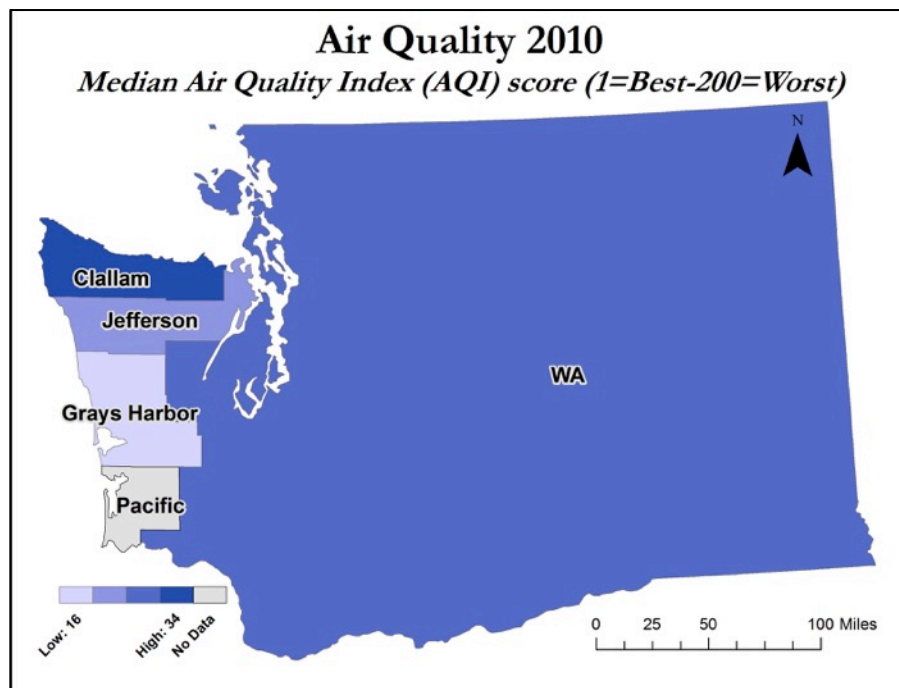 Air Quality 2010
Median Air Quality Index (AQI) score (1=Best-200=Worst)
N
Clallam
Jefferson
WA
Grays Harbor
Pacific
Low: 16
High: 34
No Data
0 25 50 100 Miles